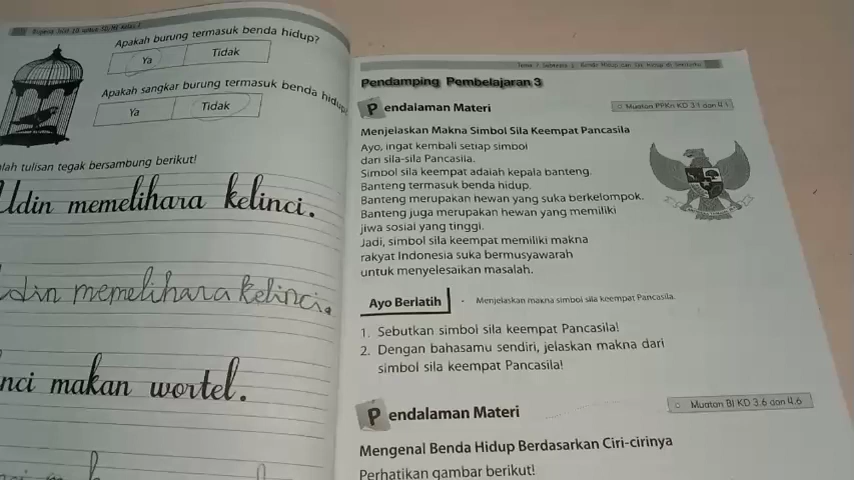 Apakah burung termasuk benda hidup?
Ya Tidak
Apakah sangkar burung termasuk benda hidup?
Ya Tidak
lah tulisan tegak bersambung berikut!
Udin memelihara kelinci.
din memelihara kelinci.
nci makan wortel.
Pendamping Pembelajaran 3
Pendalaman Materi
Muatan PPKn KD 3.1 dan 4.1
Menjelaskan Makna Simbol Sila Keempat Pancasila
Ayo, ingat kembali setiap simbol
dari sila-sila Pancasila.
Simbol sila keempat adalah kepala banteng.
Banteng termasuk benda hidup.
Banteng merupakan hewan yang suka berkelompok.
Banteng juga merupakan hewan yang memiliki
jiwa sosial yang tinggi.
Jadi, simbol sila keempat memiliki makna
rakyat Indonesia suka bermusyawarah
untuk menyelesaikan masalah.
Ayo Berlatih
Menjelaskan makna simbol sila keempat Pancasila.
1. Sebutkan simbol sila keempat Pancasila!
2. Dengan bahasamu sendiri, jelaskan makna dari
simbol sila keempat Pancasila!
Pendalaman Materi
Muatan BI KD 3.6 dan 4.6
Mengenal Benda Hidup Berdasarkan Ciri-cirinya
Perhatikan gambar berikut!